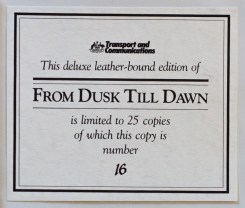 Transport and
Communications
This deluxe leather-bound edition of
FROM DUSK TILL DAWN
is limited to 25 copies
of which this copy is
number
16